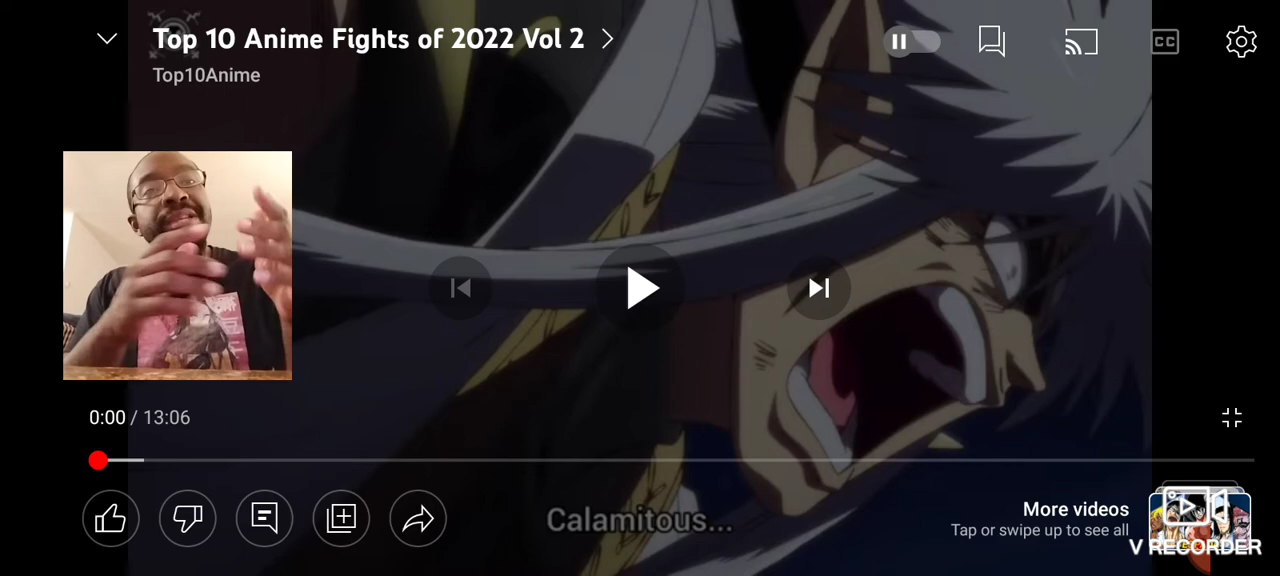 Top 10 Anime Fights of 2022 Vol 2
Top10Anime
CC
0:00 / 13:06
Calamitous...
More videos
Tap or swipe up to see all
V RECORDER